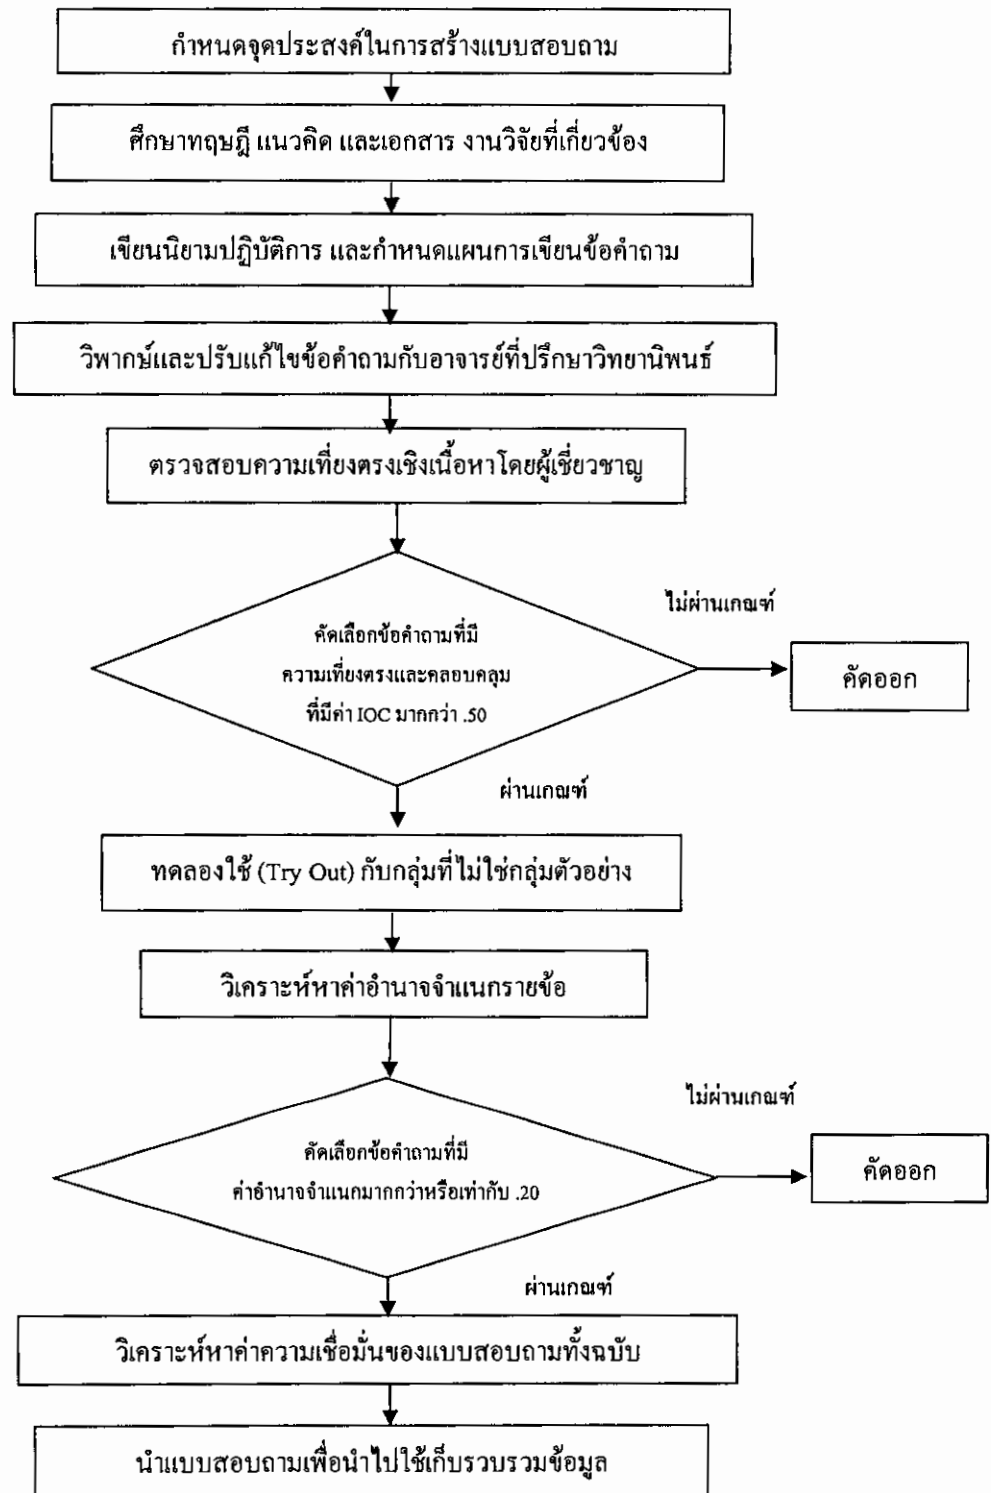 กำหนดจุดประสงค์ในการสร้างแบบสอบถาม
ศึกษาทฤษฎี แนวคิด และเอกสาร งานวิจัยที่เกี่ยวข้อง
เขียนนิยามปฏิบัติการ และกำหนดแผนการเขียนข้อคำถาม
วิพากษ์และปรับแก้ไขข้อคำถามกับอาจารย์ที่ปรึกษาวิทยานิพนธ์
ตรวจสอบความเที่ยงตรงเชิงเนื้อหาโดยผู้เชี่ยวชาญ
ไม่ผ่านเกณฑ์
คัดเลือกข้อคำถามที่มี
ความเที่ยงตรงและคลอบคลุม
ที่มีค่า IOC มากกว่า .50
คัดออก
ผ่านเกณฑ์
ทดลองใช้ (Try Out) กับกลุ่มที่ไม่ใช่กลุ่มตัวอย่าง
วิเคราะห์หาค่าอำนาจจำแนกรายข้อ
ไม่ผ่านเกณฑ์
คัดเลือกข้อคำถามที่มี
ค่าอำนาจจำแนกมากกว่าหรือเท่ากับ .20
คัดออก
ผ่านเกณฑ์
วิเคราะห์หาค่าความเชื่อมั่นของแบบสอบถามทั้งฉบับ
นำแบบสอบถามเพื่อนำไปใช้เก็บรวบรวมข้อมูล